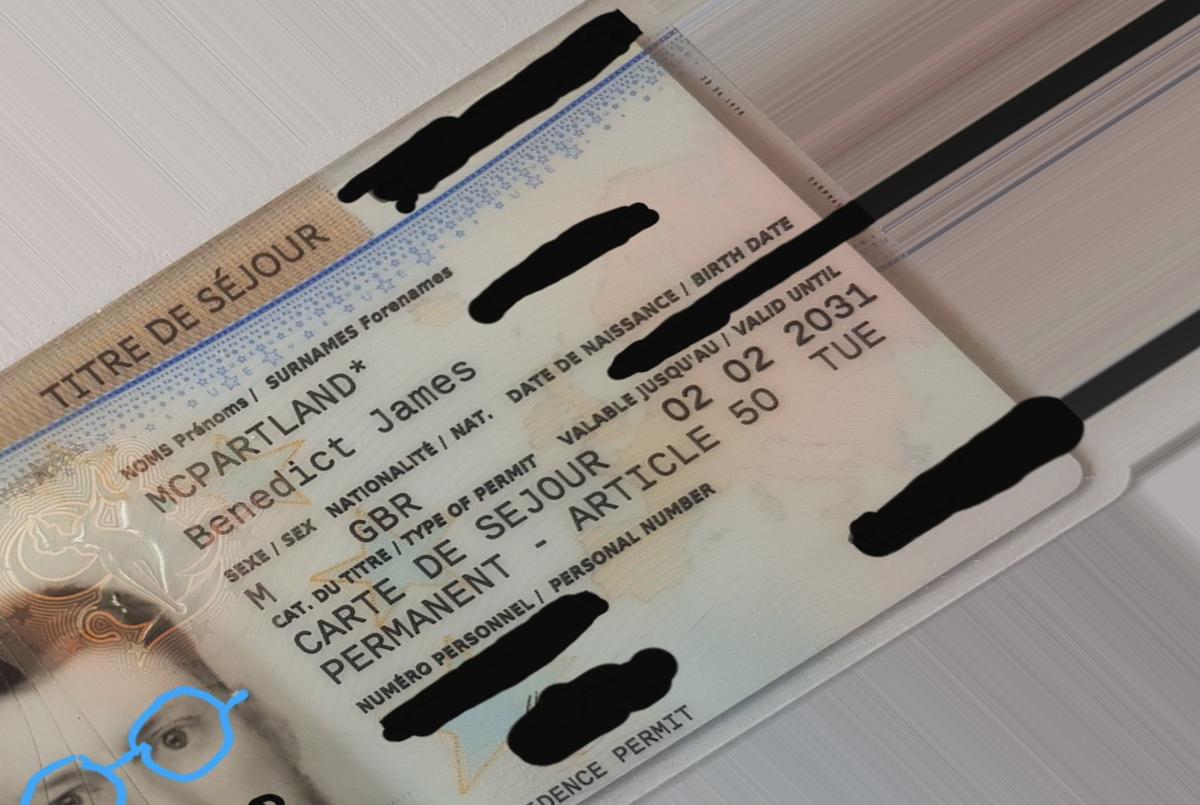 TITRE DE SÉJOUR
NOMS Prénoms / SURNAMES Forenames
MCPARTLAND*
Benedict James
SEXE / SEX NATIONALITÉ / NAT. DATE DE NAISSANCE / BIRTH DATE
M GBR
CAT. DU TITRE / TYPE OF PERMIT VALABLE JUSQU'AU / VALID UNTIL
CARTE DE SEJOUR 02 02 2031
PERMANENT - ARTICLE 50 TUE
NUMÉRO PERSONNEL / PERSONAL NUMBER
IDENCE PERMIT